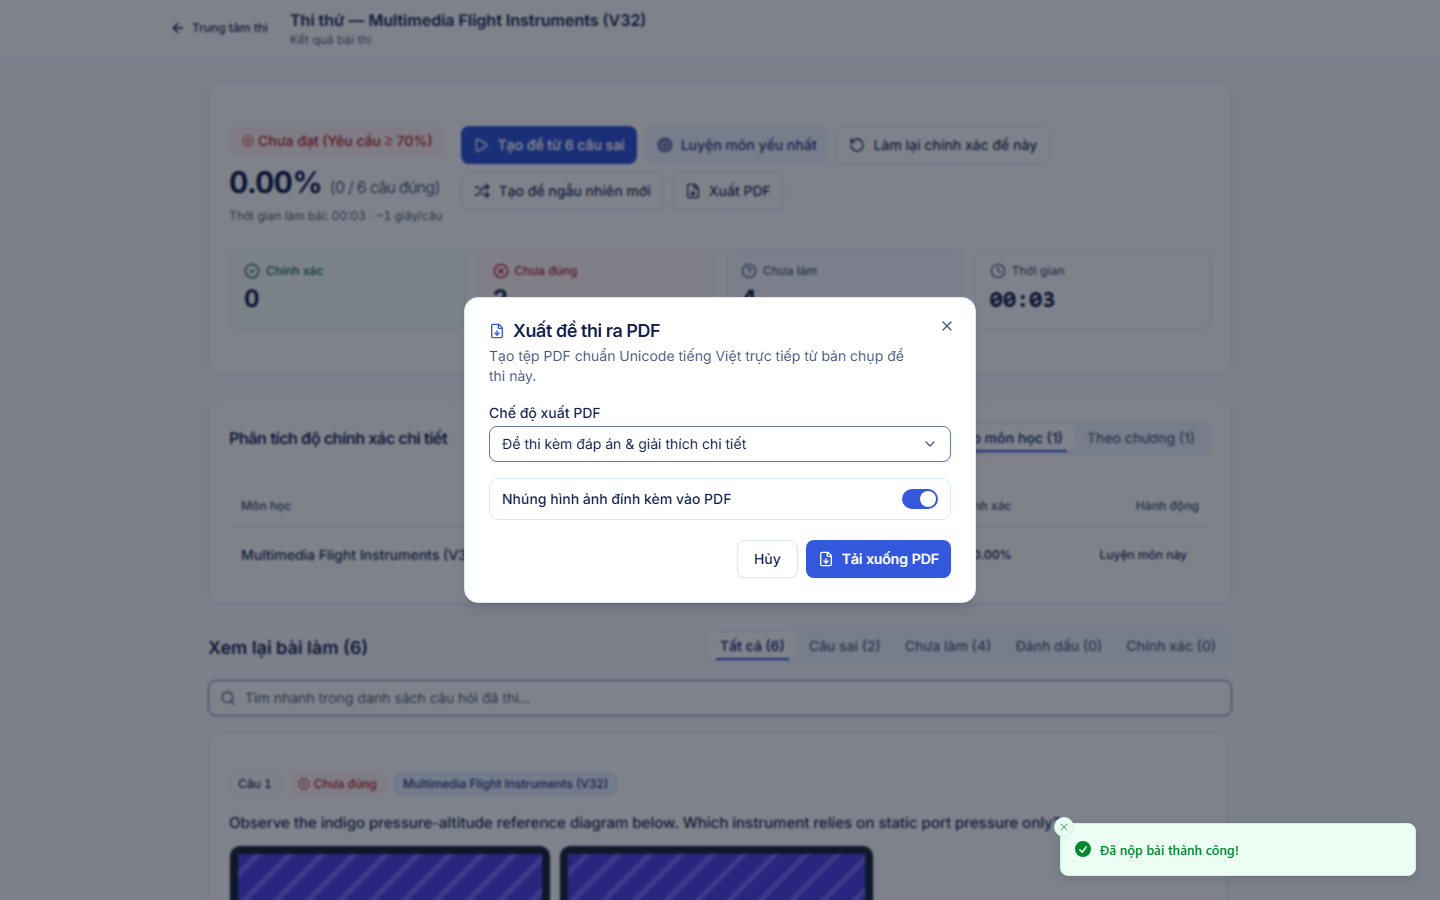 Trung tâm thi
Thi thử — Multimedia Flight Instruments (V32)
Kết quả bài thi
Chưa đạt (Yêu cầu ≥ 70%)
0.00% (0 / 6 câu đúng)
Thời gian làm bài: 00:03 · ~1 giây/câu
Tạo đề từ 6 câu sai
Luyện môn yếu nhất
Làm lại chính xác đề này
Tạo đề ngẫu nhiên mới
Xuất PDF
Chính xác
0
Chưa đúng
Chưa làm
Thời gian
00:03
Xuất đề thi ra PDF
Tạo tệp PDF chuẩn Unicode tiếng Việt trực tiếp từ bản chụp đề
thi này.
Chế độ xuất PDF
Đề thi kèm đáp án & giải thích chi tiết
Nhúng hình ảnh đính kèm vào PDF
Hủy
Tải xuống PDF
Phân tích độ chính xác chi tiết
môn học (1)
Theo chương (1)
Môn học
xác
Hành động
Multimedia Flight Instruments
0.00%
Luyện môn này
Xem lại bài làm (6)
Tất cả (6)
Câu sai (2)
Chưa làm (4)
Đánh dấu (0)
Chính xác (0)
Tìm nhanh trong danh sách câu hỏi đã thi...
Câu 1
Chưa đúng
Multimedia Flight Instruments (V32)
Observe the indigo pressure-altitude reference diagram below. Which instrument relies on static port pressure only?
Đã nộp bài thành công!